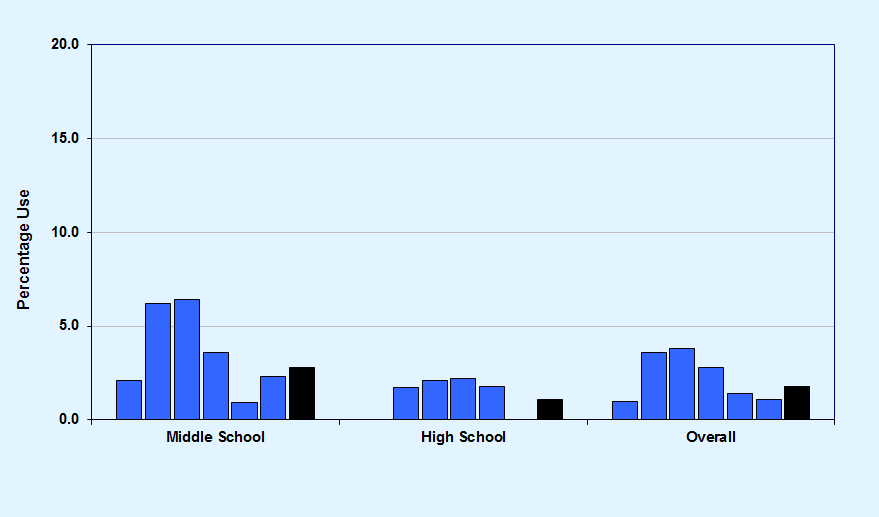 20.0
15.0
10.0
5.0
0.0
Percentage Use
Middle School
High School
Overall